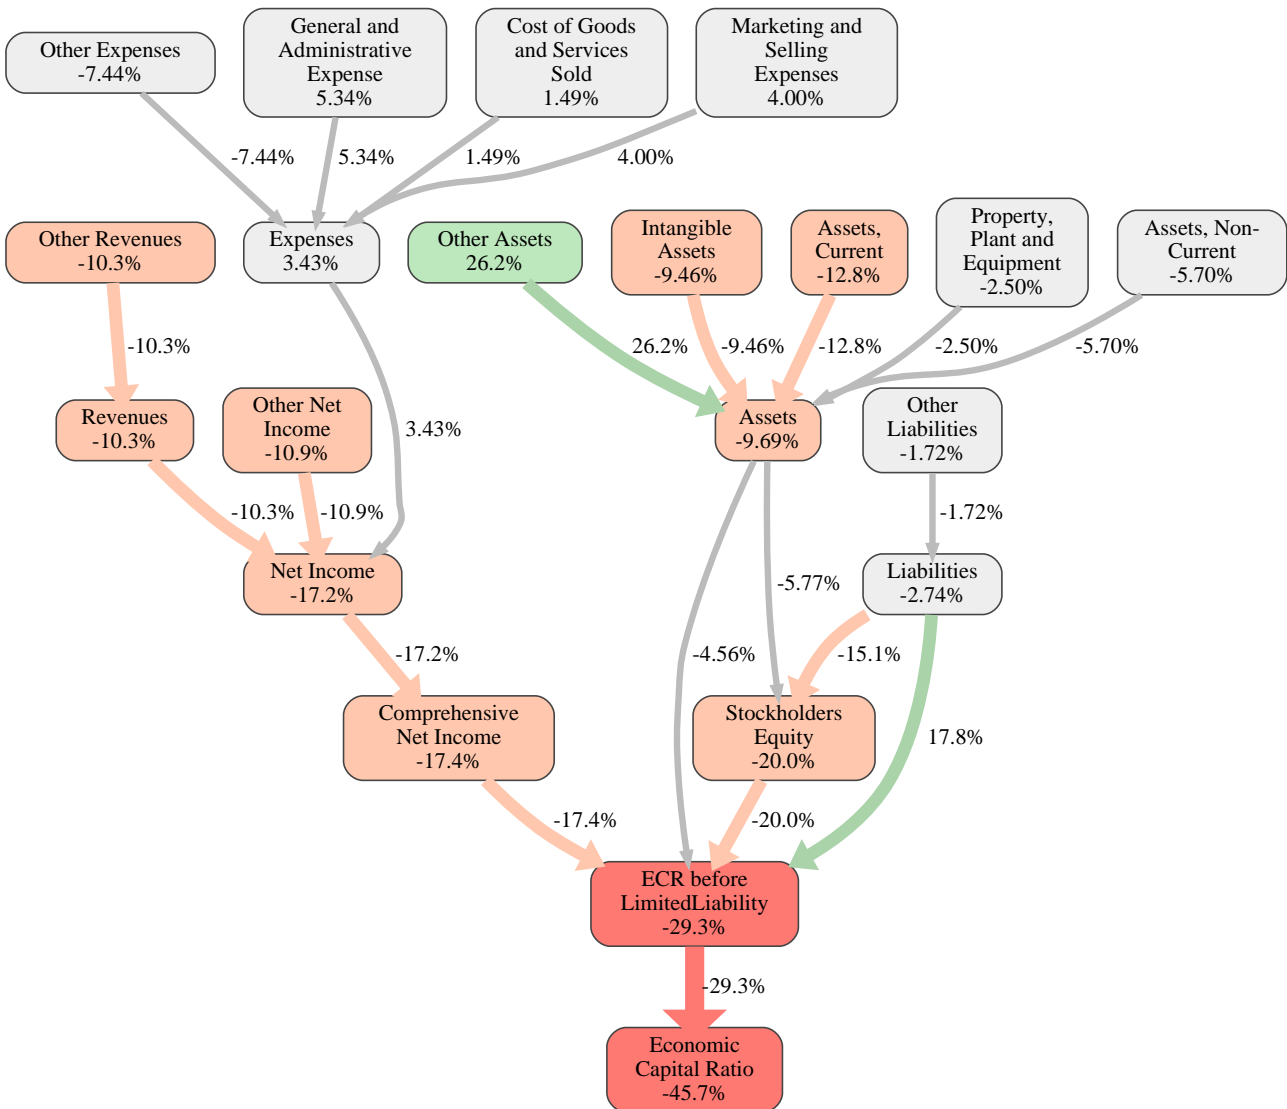 Other Expenses
-7.44%
General and
Administrative
Expense
5.34%
Cost of Goods
and Services
Sold
1.49%
Marketing and
Selling
Expenses
4.00%
-7.44%
5.34%
1.49%
4.00%
Other Revenues
-10.3%
Expenses
3.43%
Other Assets
26.2%
Intangible
Assets
-9.46%
Assets,
Current
-12.8%
Property,
Plant and
Equipment
-2.50%
Assets, Non-
Current
-5.70%
-10.3%
26.2%
-9.46%
-12.8%
-2.50%
-5.70%
Revenues
-10.3%
Other Net
Income
-10.9%
3.43%
Assets
-9.69%
Other
Liabilities
-1.72%
-10.3%
-10.9%
-1.72%
Net Income
-17.2%
-5.77%
Liabilities
-2.74%
-17.2%
-4.56%
-15.1%
Comprehensive
Net Income
-17.4%
Stockholders
Equity
-20.0%
17.8%
-17.4%
-20.0%
ECR before
LimitedLiability
-29.3%
-29.3%
Economic
Capital Ratio
-45.7%